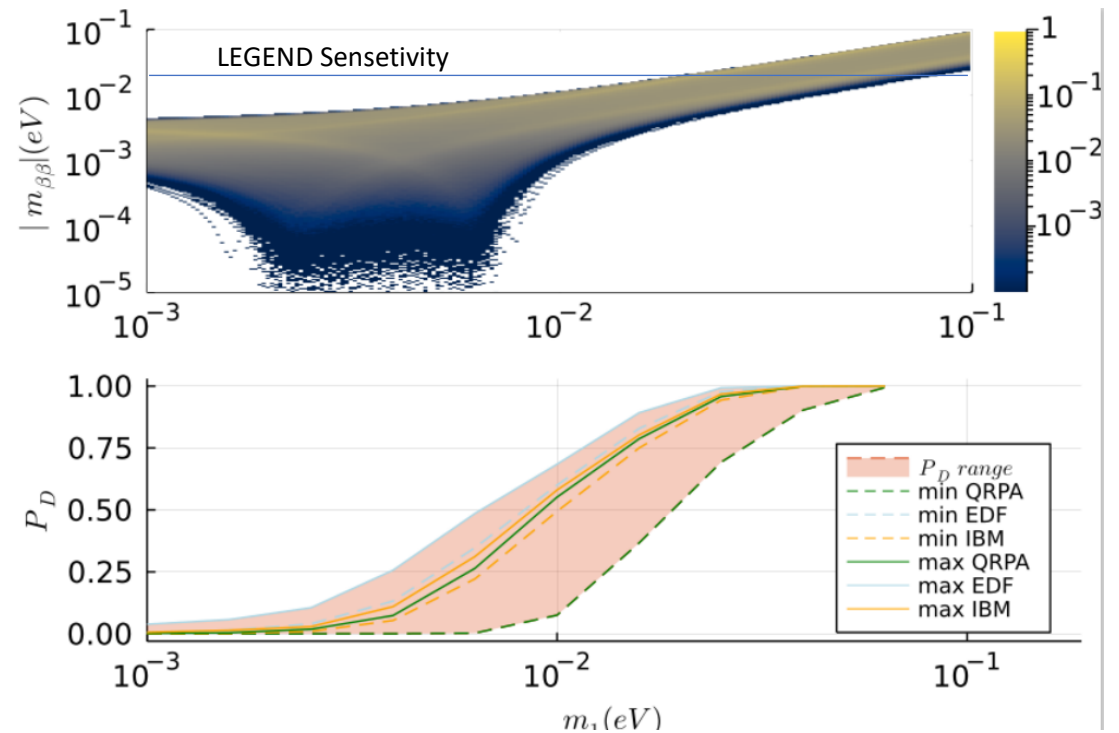 LEGEND Sensetivity
|m_ββ|(eV)
10^-1
10^-2
10^-3
10^-4
10^-5
10^-3
10^-2
10^-1
1
10^-1
10^-2
10^-3
P_D
1.00
0.75
0.50
0.25
0.00
10^-3
10^-2
10^-1
m_1(eV)
P_D range
min QRPA
min EDF
min IBM
max QRPA
max EDF
max IBM